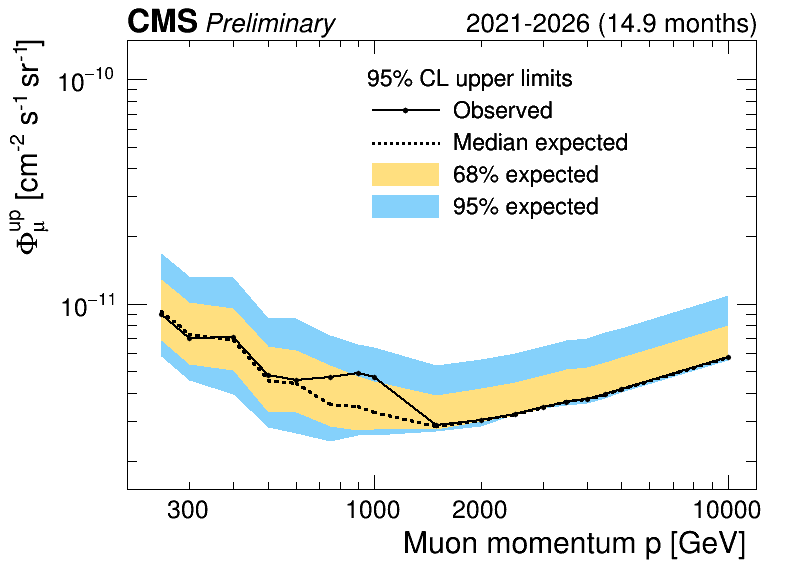 CMS Preliminary 2021-2026 (14.9 months)
Φμ^up [cm^-2 s^-1 sr^-1]
10^−10
10^−11
95% CL upper limits
Observed
Median expected
68% expected
95% expected
300 1000 2000 10000
Muon momentum p [GeV]